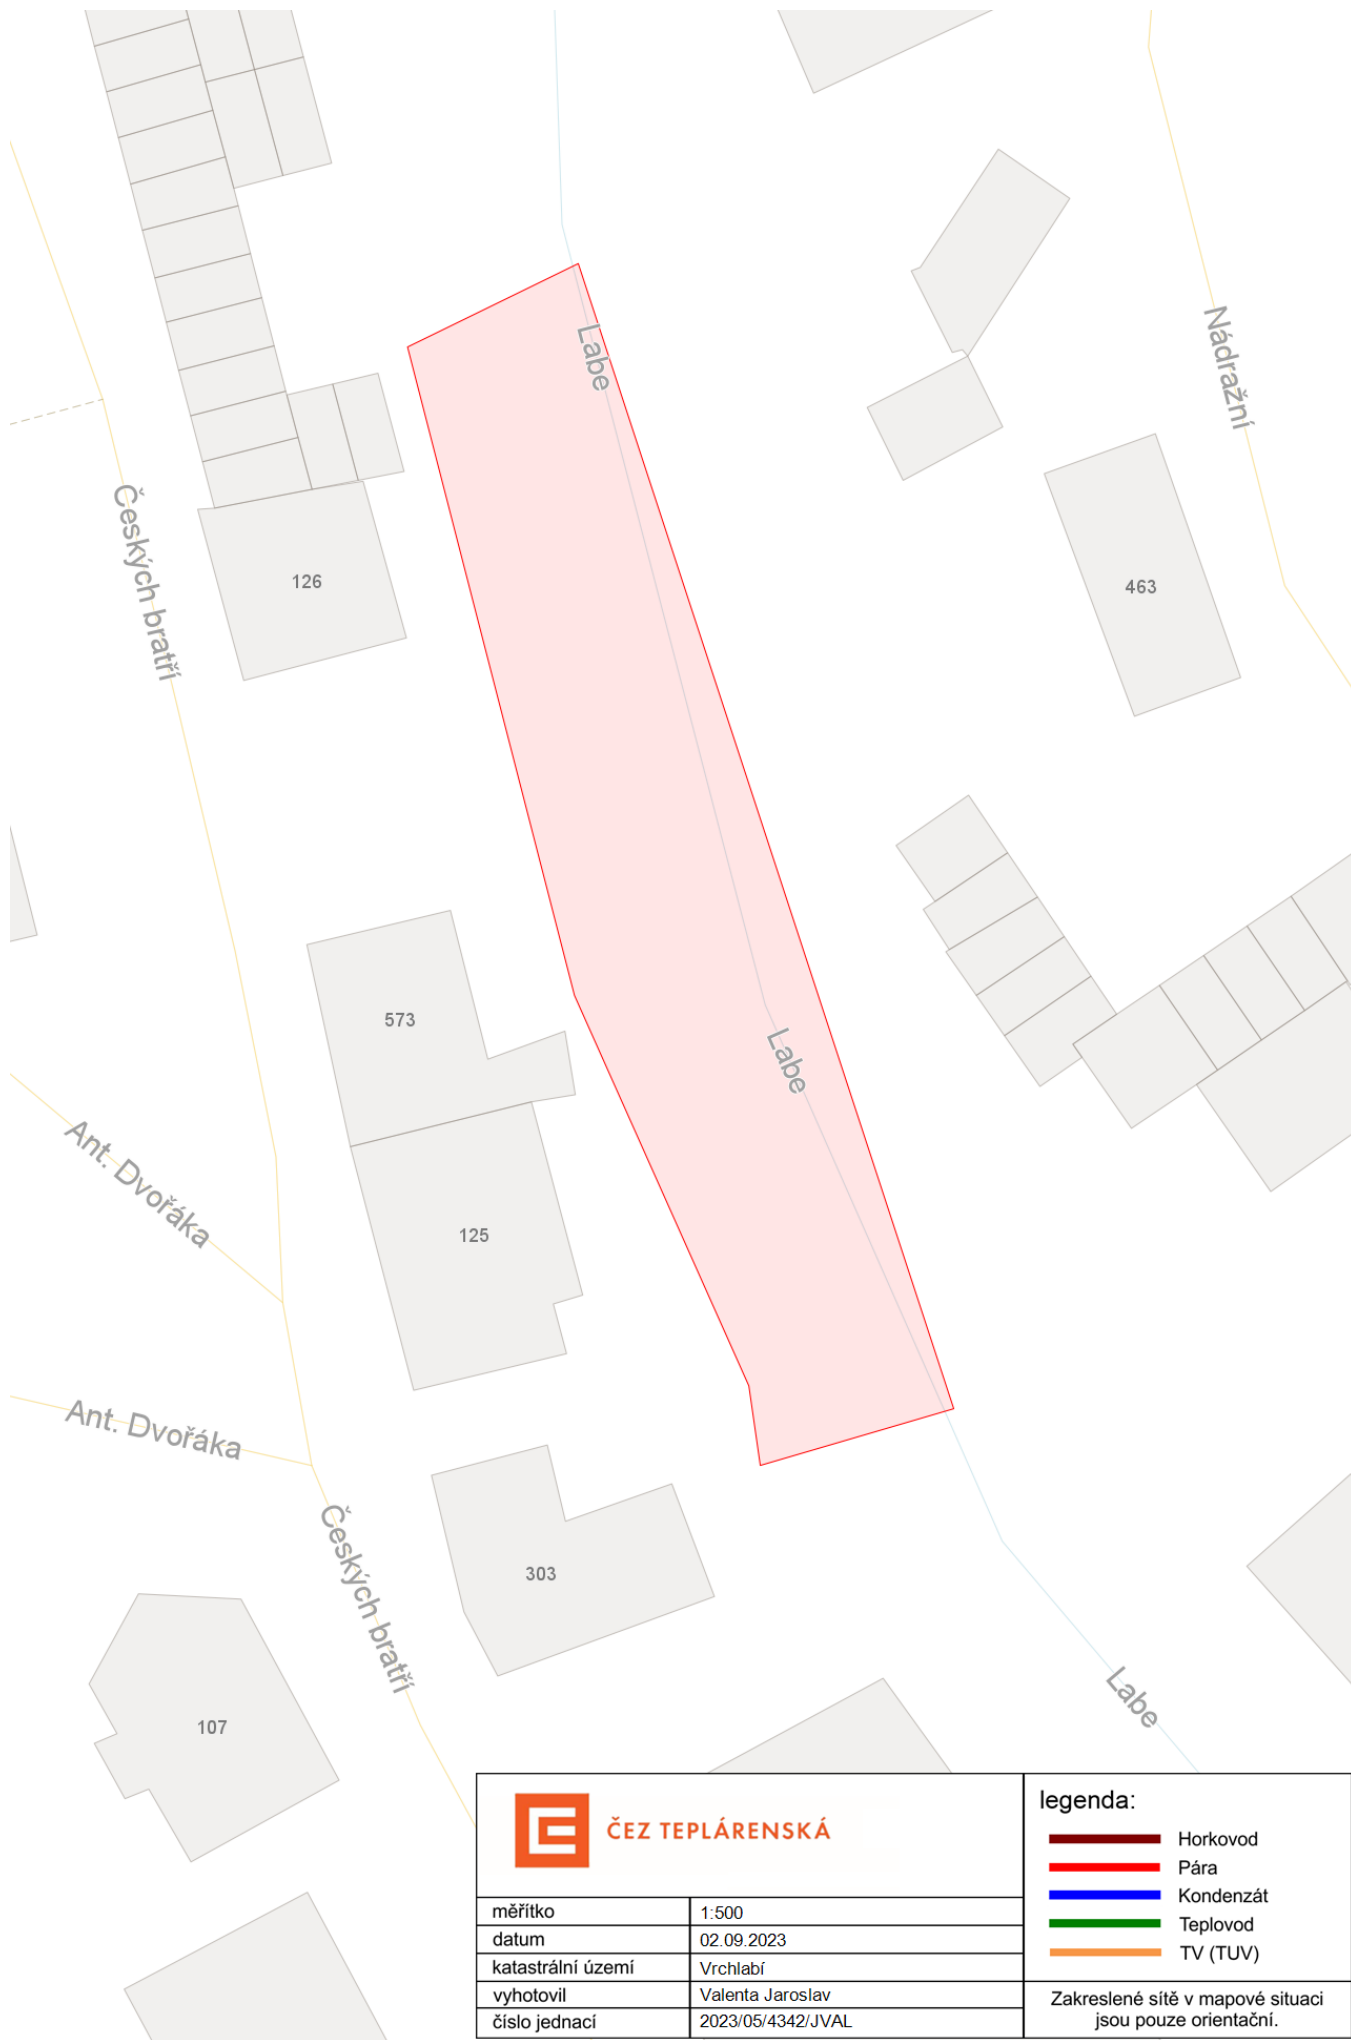 Labe
Nádražní
Českých bratří
126
463
573
Labe
Ant. Dvořáka
125
Ant. Dvořáka
Českých bratří
303
Labe
107
ČEZ TEPLÁRENSKÁ
měřítko 1:500
datum 02.09.2023
katastrální území Vrchlabí
vyhotovil Valenta Jaroslav
číslo jednací 2023/05/4342/JVAL
legenda:
Horkovod
Pára
Kondenzát
Teplovod
TV (TUV)
Zakreslené sítě v mapové situaci
jsou pouze orientační.